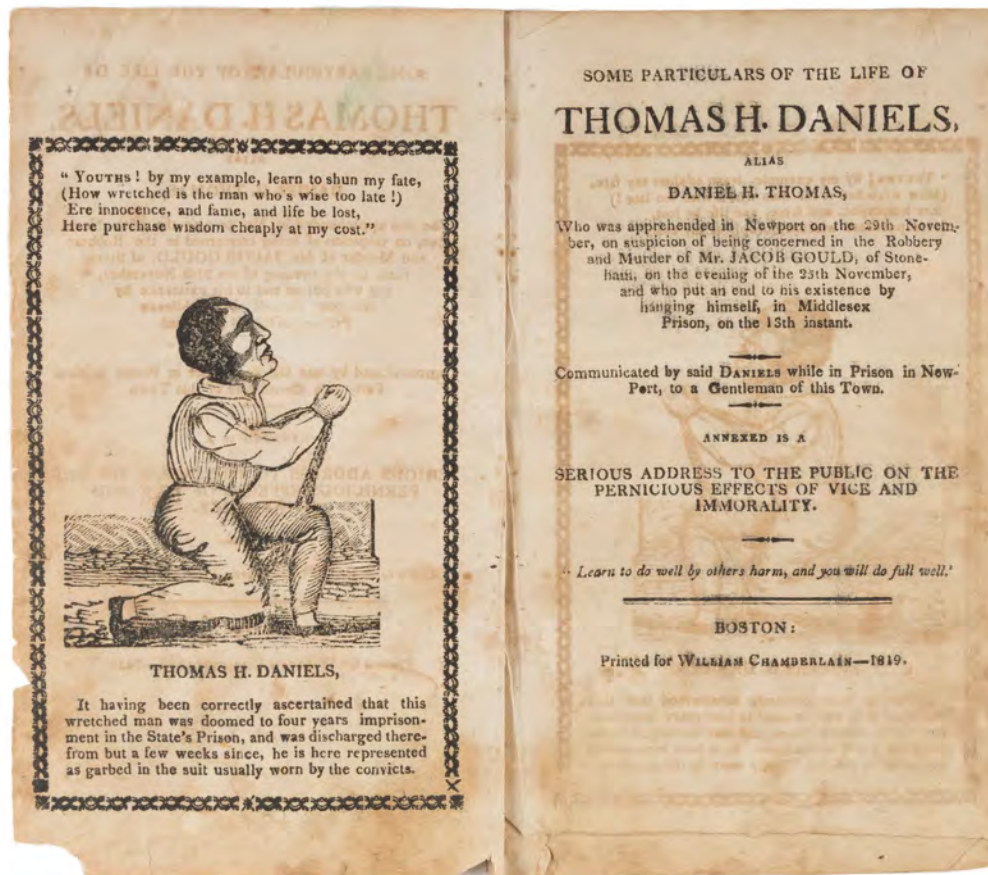 “ YOUTHS ! by my example, learn to shun my fate,
(How wretched is the man who's wise too late !)
Ere innocence, and fame, and life be lost,
Here purchase wisdom cheaply at my cost.”
THOMAS H. DANIELS,
It having been correctly ascertained that this
wretched man was doomed to four years imprison-
ment in the State's Prison, and was discharged there-
from but a few weeks since, he is here represented
as garbed in the suit usually worn by the convicts.
SOME PARTICULARS OF THE LIFE OF
THOMAS H. DANIELS,
ALIAS
DANIEL H. THOMAS,
Who was apprehended in Newport on the 29th Novem-
ber, on suspicion of being concerned in the Robbery
and Murder of Mr. JACOB GOULD, of Stone-
ham, on the evening of the 25th November,
and who put an end to his existence by
hanging himself, in Middlesex
Prison, on the 13th instant.
Communicated by said DANIELS while in Prison in New-
Port, to a Gentleman of this Town.
ANNEXED IS A
SERIOUS ADDRESS TO THE PUBLIC ON THE
PERNICIOUS EFFECTS OF VICE AND
IMMORALITY.
“ Learn to do well by others harm, and you will do full well.'
BOSTON:
Printed for WILLIAM CHAMBERLAIN—1819.